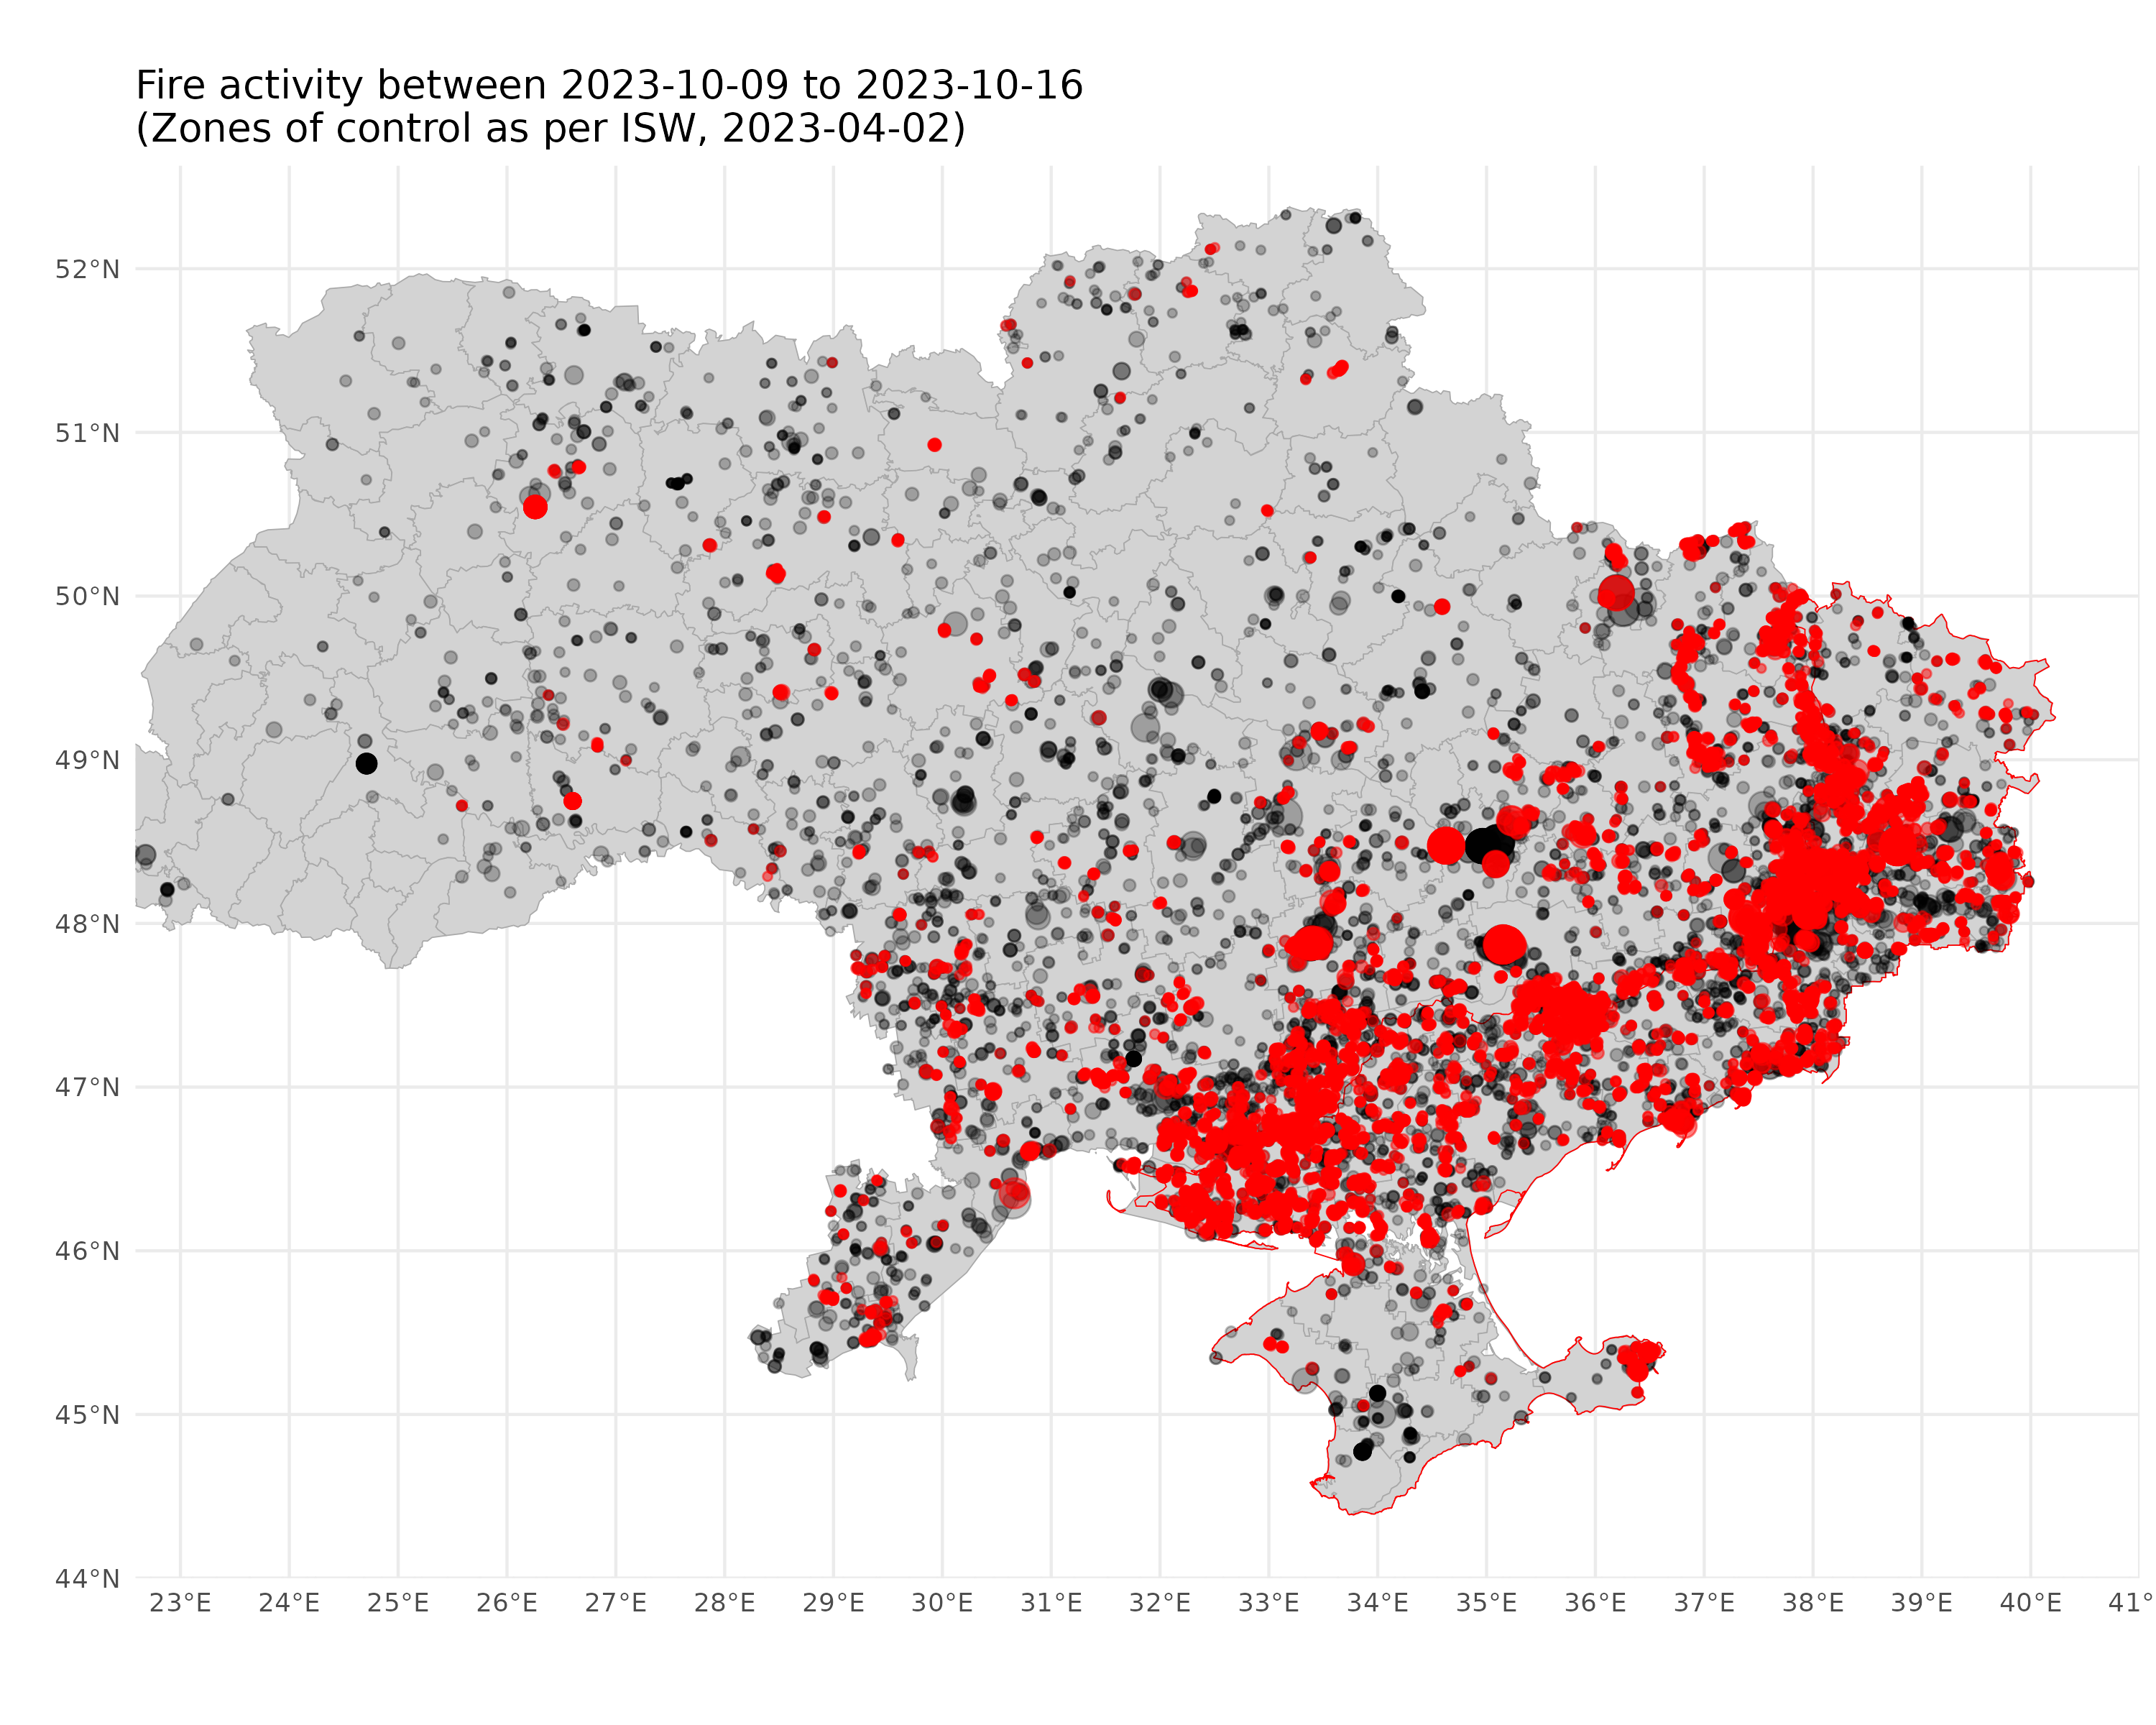 Fire activity between 2023-10-09 to 2023-10-16
(Zones of control as per ISW, 2023-04-02)
52°N
51°N
50°N
49°N
48°N
47°N
46°N
45°N
44°N
23°E 24°E 25°E 26°E 27°E 28°E 29°E 30°E 31°E 32°E 33°E 34°E 35°E 36°E 37°E 38°E 39°E 40°E 41°